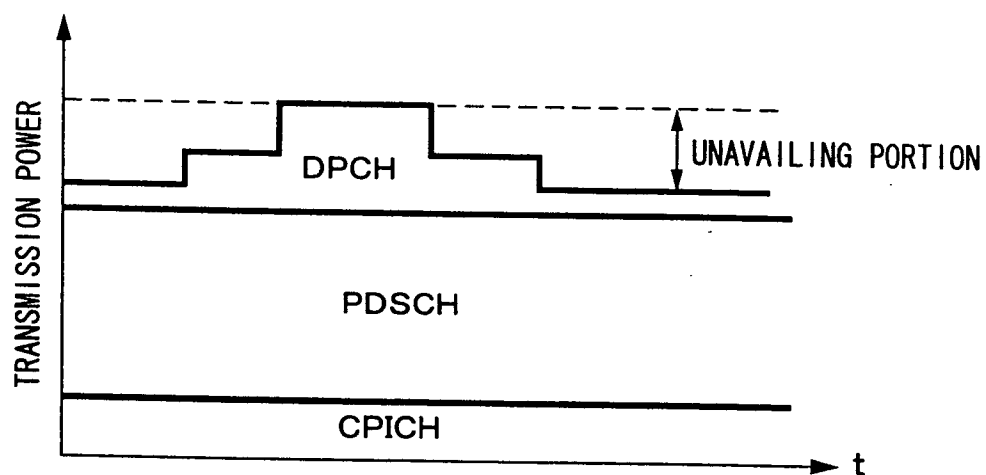 TRANSMISSION POWER
DPCH
UNAVAILING PORTION
PDSCH
CPICH
t